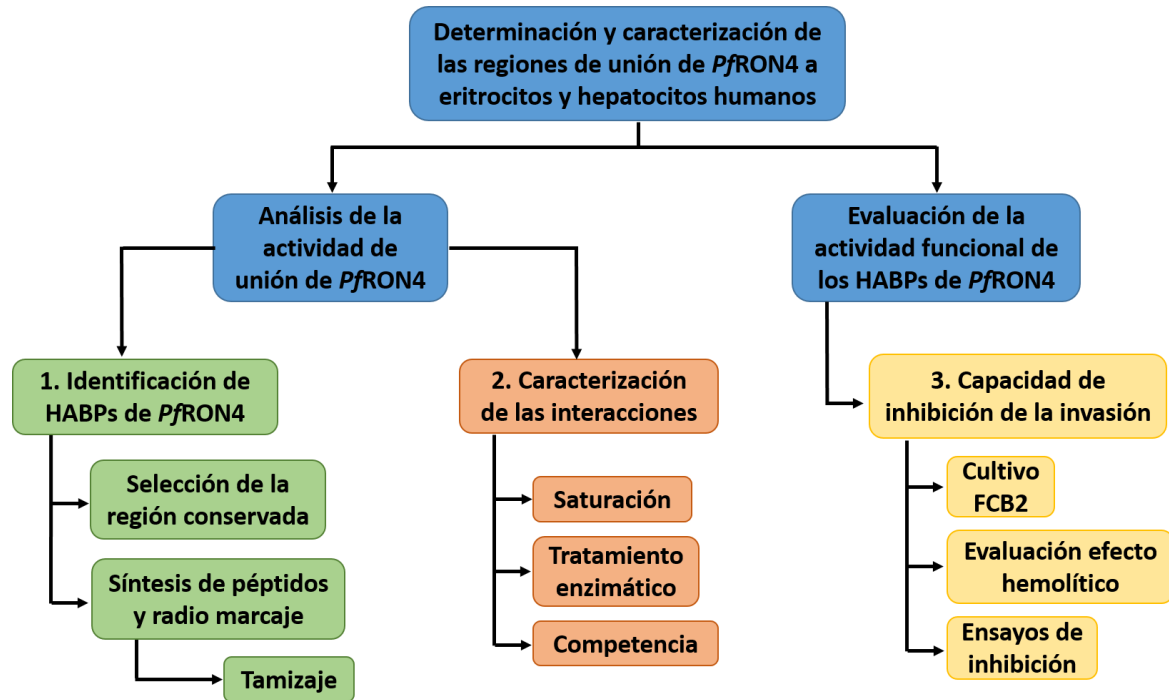 Determinación y caracterización de
las regiones de unión de PfRON4 a
eritrocitos y hepatocitos humanos
Análisis de la
actividad de
unión de PfRON4
Evaluación de la
actividad funcional de
los HABPs de PfRON4
1. Identificación de
HABPs de PfRON4
Selección de la
región conservada
Síntesis de péptidos
y radio marcaje
Tamizaje
2. Caracterización
de las interacciones
Saturación
Tratamiento
enzimático
Competencia
3. Capacidad de
inhibición de la invasión
Cultivo
FCB2
Evaluación efecto
hemolítico
Ensayos de
inhibición